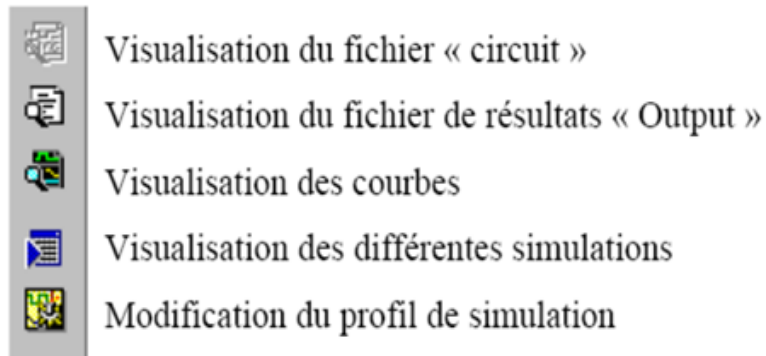 Visualisation du fichier « circuit »
Visualisation du fichier de résultats « Output »
Visualisation des courbes
Visualisation des différentes simulations
Modification du profil de simulation